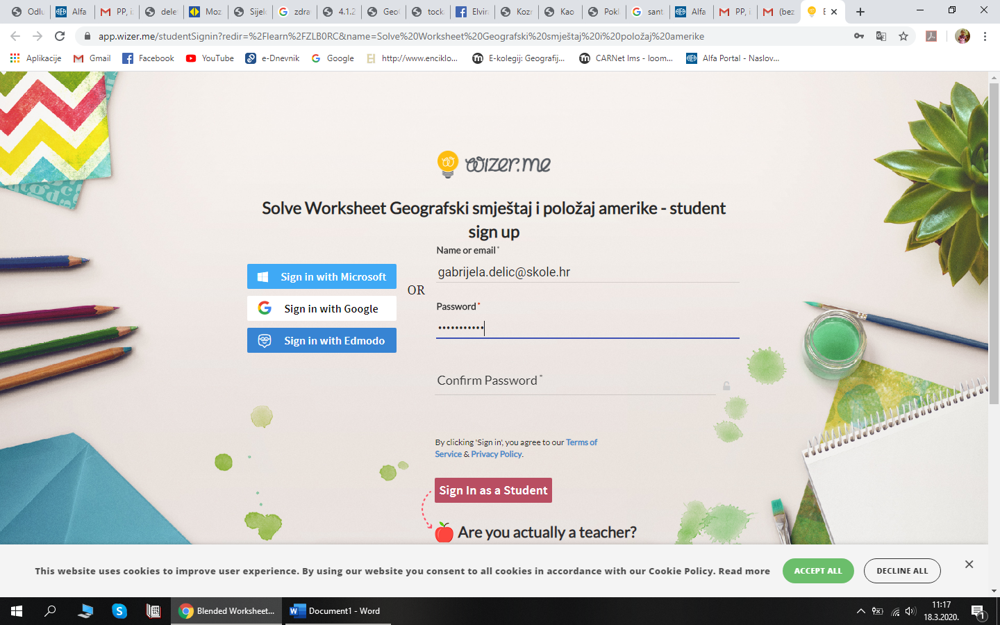 Odlu
Alfa
PP, i:
dele
Moz
Sijel
zdra
4.1.2
Geo
tock
Elvir
Kozr
Kao
Pokl
sant
Alfa
PP, i:
(bez
E
app.wizer.me/studentSignin?redir=%2Flearn%2FZLB0RC&name=Solve%20Worksheet%20Geografski%20smještaj%20i%20položaj%20amerike
Aplikacije
Gmail
Facebook
YouTube
e-Dnevnik
Google
http://www.enciklo...
E-kolegij: Geografij...
CARNet lms - loom...
Alfa Portal - Naslov...
wizer.me
Solve Worksheet Geografski smještaj i položaj amerike - student
sign up
Name or email*
gabrijela.delic@skole.hr
Sign in with Microsoft
OR
Sign in with Google
Password*
•••••••••••
Sign in with Edmodo
Confirm Password*
By clicking 'Sign in', you agree to our Terms of
Service & Privacy Policy.
Sign In as a Student
Are you actually a teacher?
This website uses cookies to improve user experience. By using our website you consent to all cookies in accordance with our Cookie Policy. Read more
ACCEPT ALL
DECLINE ALL
Blended Worksheet...
Document1 - Word
11:17
18.3.2020.
1